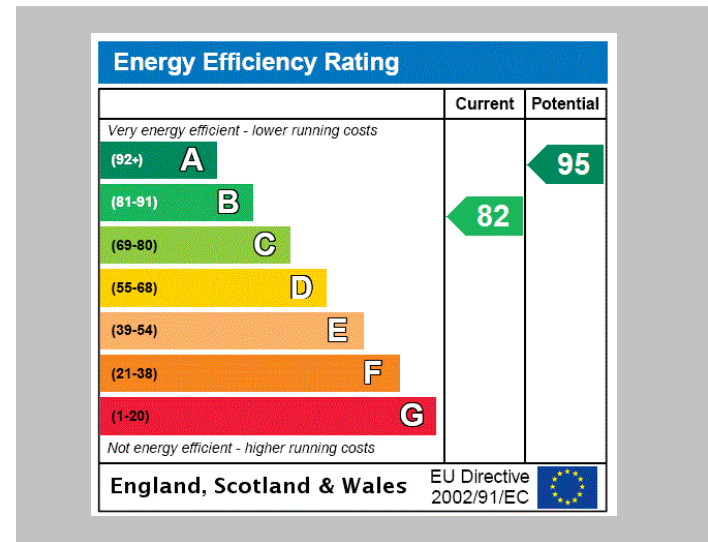 Energy Efficiency Rating
Current Potential
Very energy efficient - lower running costs
(92+) A
95
(81-91) B
82
(69-80) C
(55-68) D
(39-54) E
(21-38) F
(1-20) G
Not energy efficient - higher running costs
England, Scotland & Wales
EU Directive
2002/91/EC